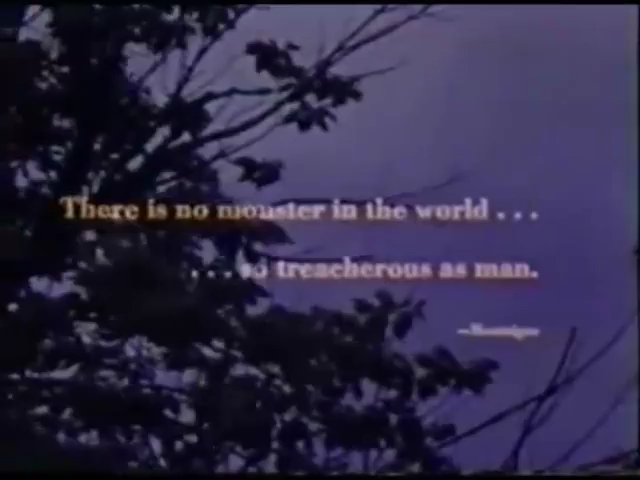 There is no monster in the world . . .
. . . so treacherous as man.